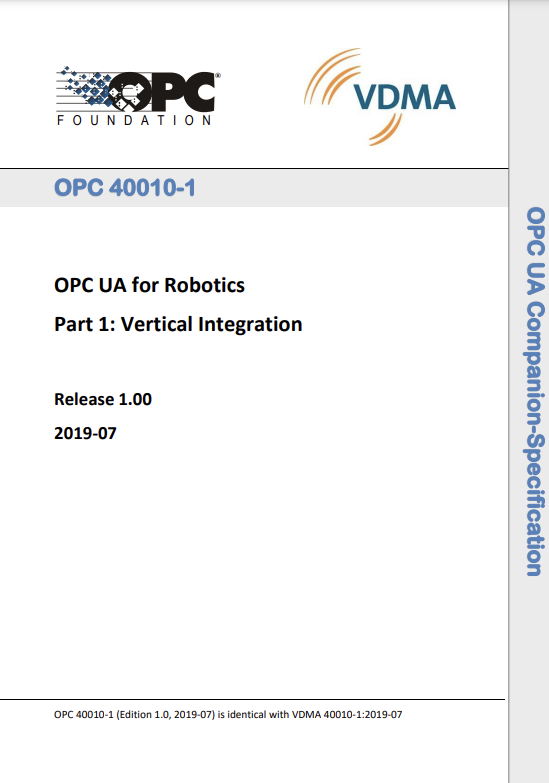 OPC®
FOUNDATION
VDMA
OPC 40010-1
OPC UA for Robotics
Part 1: Vertical Integration
Release 1.00
2019-07
OPC 40010-1 (Edition 1.0, 2019-07) is identical with VDMA 40010-1:2019-07
OPC UA Companion-Specification